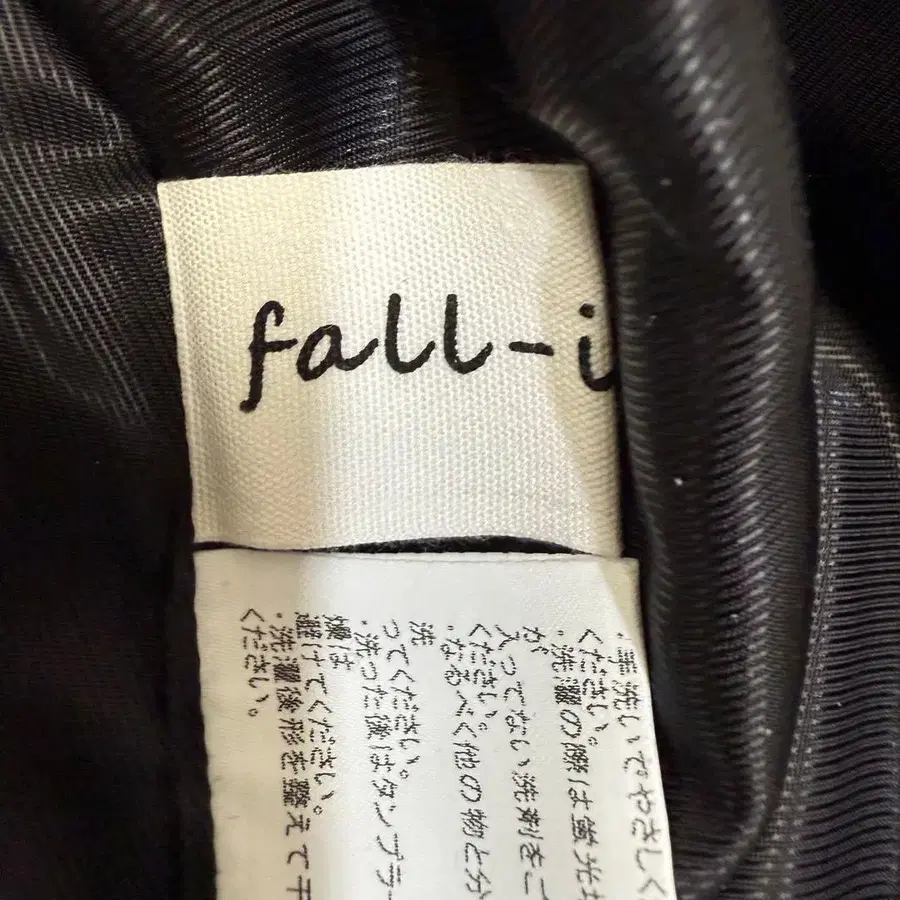 fall-i
・手洗いでやさしく
ください。
・洗濯の際は蛍光
が
入ってない洗剤をご
ください。
・なるべく他の物と分
洗
ってください。
・洗った後はタンブラー
燥は
避けてください。
・洗濯後形を整えて干
ください。